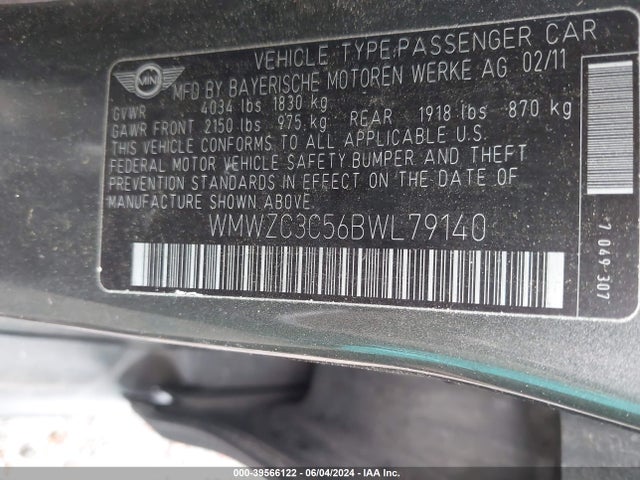 VEHICLE TYPE:PASSENGER CAR
MINI
MFD BY BAYERISCHE MOTOREN WERKE AG 02/11
GVWR 4034 lbs 1830 kg
GAWR FRONT 2150 lbs 975 kg REAR 1918 lbs 870 kg
THIS VEHICLE CONFORMS TO ALL APPLICABLE U.S.
FEDERAL MOTOR VEHICLE SAFETY BUMPER AND THEFT
PREVENTION STANDARDS IN EFFECT ON THE DATE OF
MANUFACTURE SHOWN ABOVE.
WMWZC3C56BWL79140
7 049 307
000-39566122 - 06/04/2024 - IAA Inc.